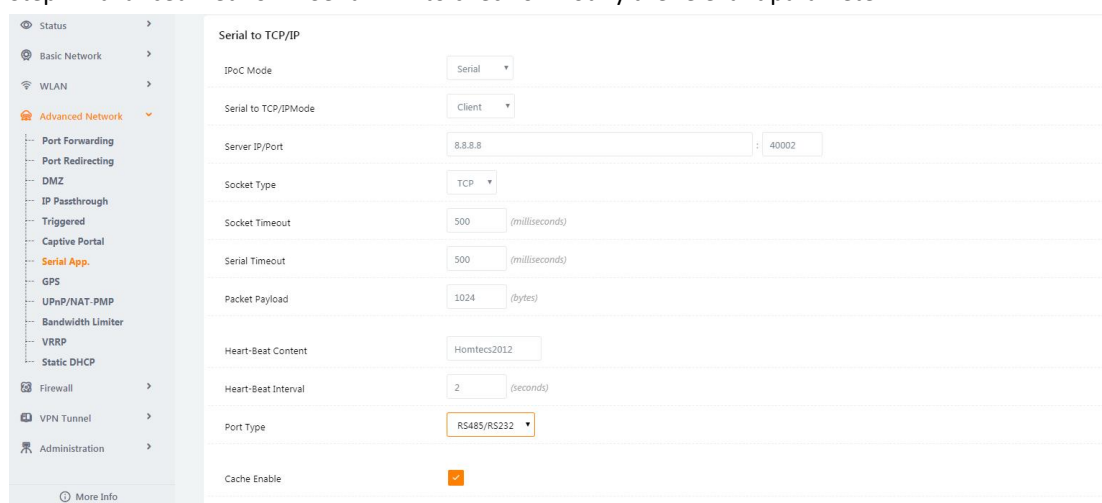 Status
Basic Network
WLAN
Advanced Network
Port Forwarding
Port Redirecting
DMZ
IP Passthrough
Triggered
Captive Portal
Serial App.
GPS
UPnP/NAT-PMP
Bandwidth Limiter
VRRP
Static DHCP
Firewall
VPN Tunnel
Administration
More Info
Serial to TCP/IP
IPoC Mode Serial
Serial to TCP/IPMode Client
Server IP/Port 8.8.8.8 : 40002
Socket Type TCP
Socket Timeout 500 (milliseconds)
Serial Timeout 500 (milliseconds)
Packet Payload 1024 (bytes)
Heart-Beat Content Homtecs2012
Heart-Beat Interval 2 (seconds)
Port Type RS485/RS232
Cache Enable